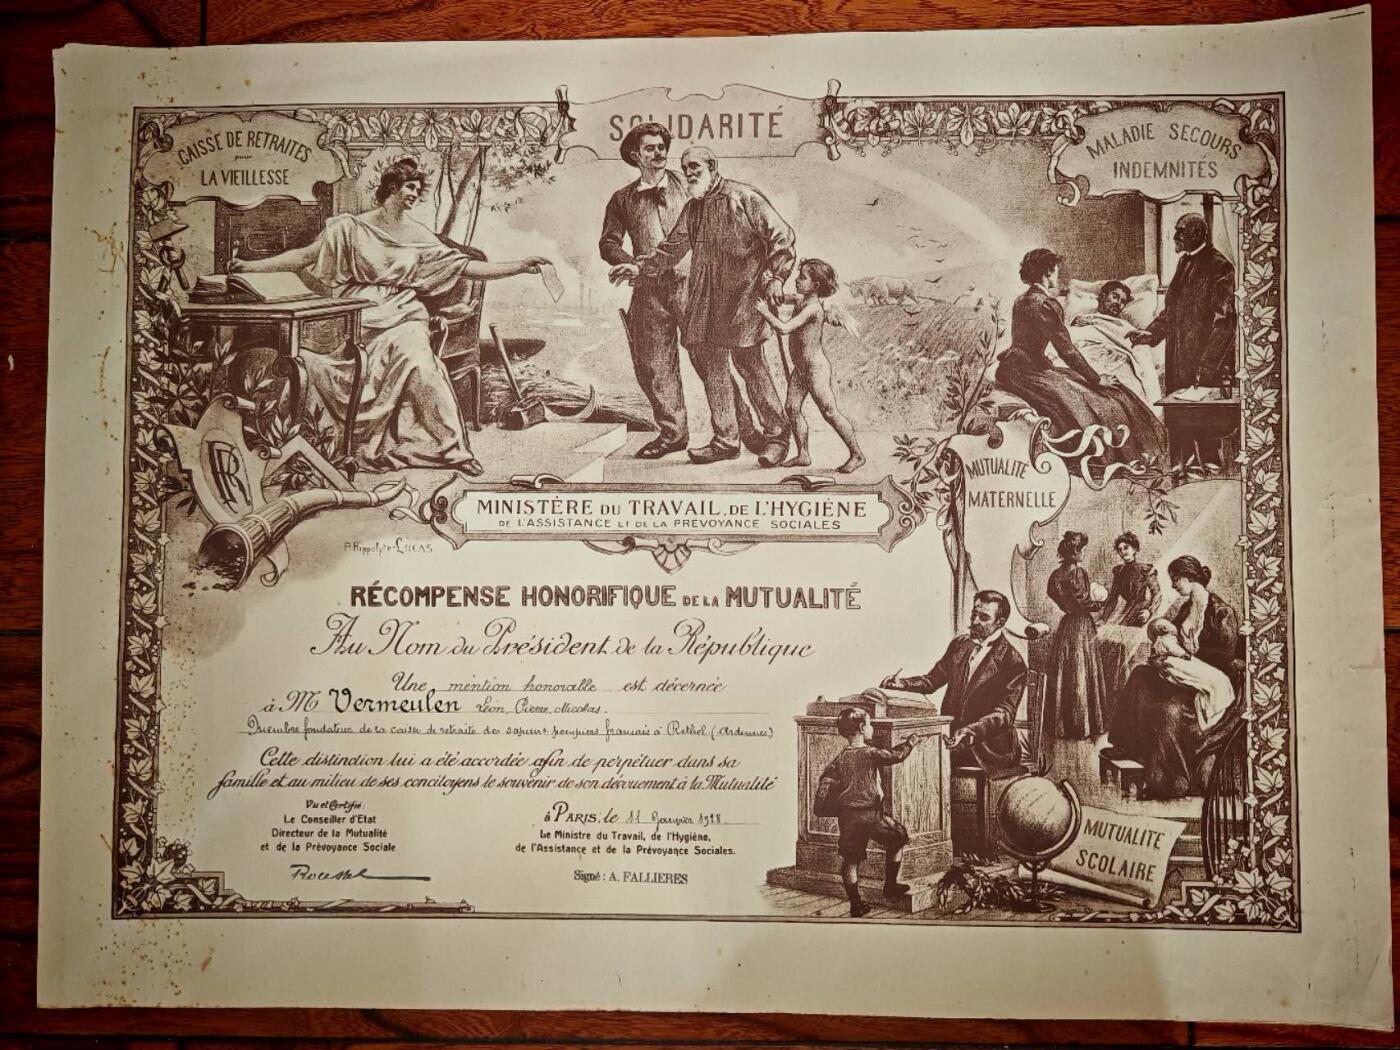 SOLIDARITÉ
CAISSE DE RETRAITES
pour
LA VIEILLESSE
MALADIE SECOURS
INDEMNITÉS
MUTUALITÉ
MATERNELLE
RF
MINISTÈRE DU TRAVAIL, DE L'HYGIÈNE
DE L'ASSISTANCE ET DE LA PRÉVOYANCE SOCIALES
P. Hippolyte-LUCAS
RÉCOMPENSE HONORIFIQUE DE LA MUTUALITÉ
Au Nom du Président de la République
Une mention honorable est décernée
à M Vermeulen Léon, Pierre, Nicolas.
Membre fondateur de la caisse de retraite des sapeurs pompiers français à Rethel (Ardennes)
Cette distinction lui a été accordée afin de perpétuer dans sa
famille et au milieu de ses concitoyens le souvenir de son dévouement à la Mutualité
Vu et Certifié:
Le Conseiller d'Etat
Directeur de la Mutualité
et de la Prévoyance Sociale
Roussel
à PARIS, le 11 Janvier 1928.
Le Ministre du Travail, de l'Hygiène,
de l'Assistance et de la Prévoyance Sociales.
Signé: A. FALLIERES
MUTUALITÉ
SCOLAIRE